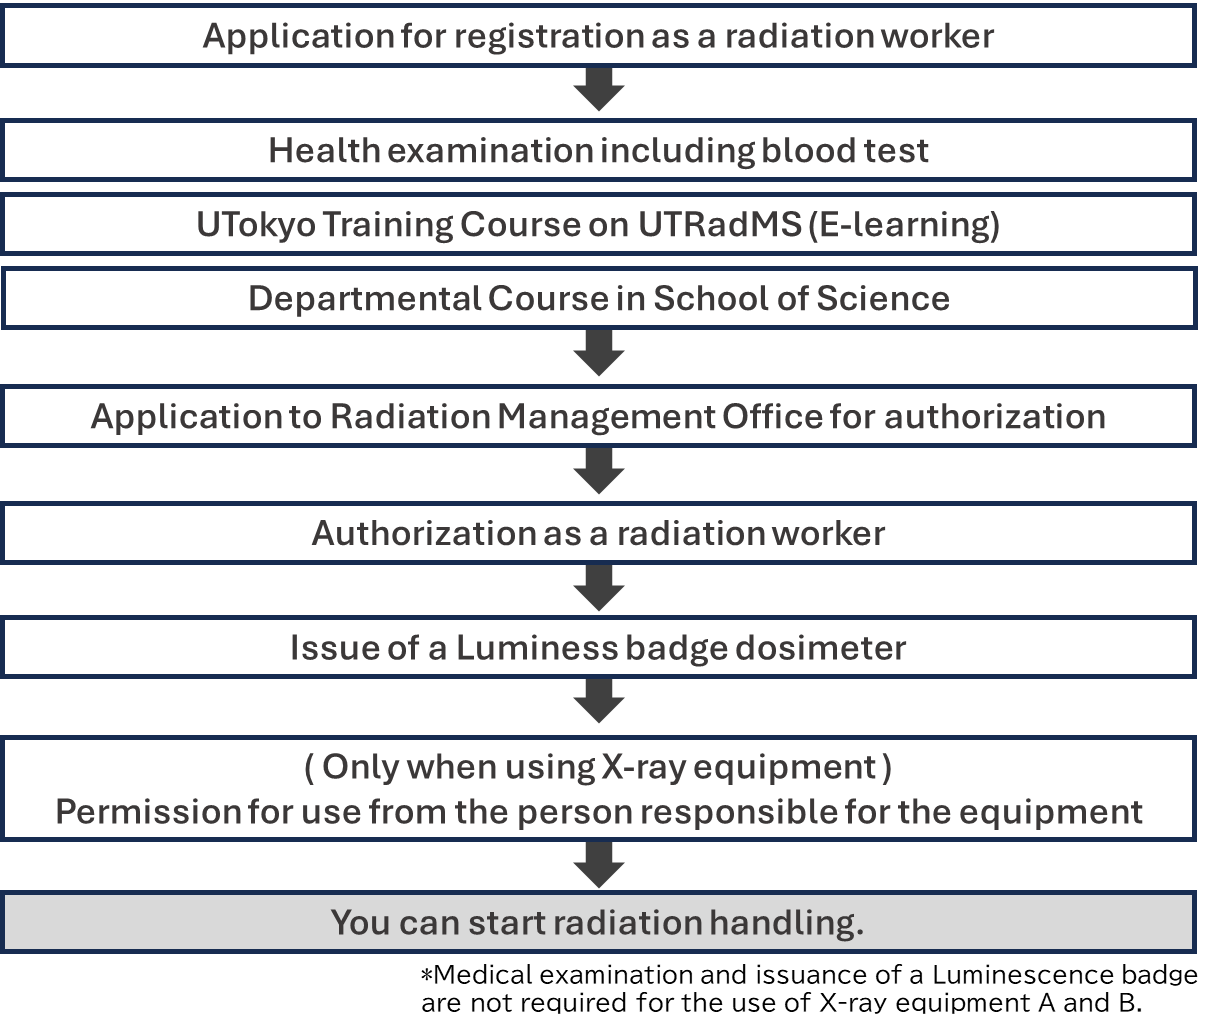 Application for registration as a radiation worker
Health examination including blood test
UTokyo Training Course on UTRadMS (E-learning)
Departmental Course in School of Science
Application to Radiation Management Office for authorization
Authorization as a radiation worker
Issue of a Luminess badge dosimeter
( Only when using X-ray equipment )
Permission for use from the person responsible for the equipment
You can start radiation handling.
*Medical examination and issuance of a Luminescence badge
are not required for the use of X-ray equipment A and B.